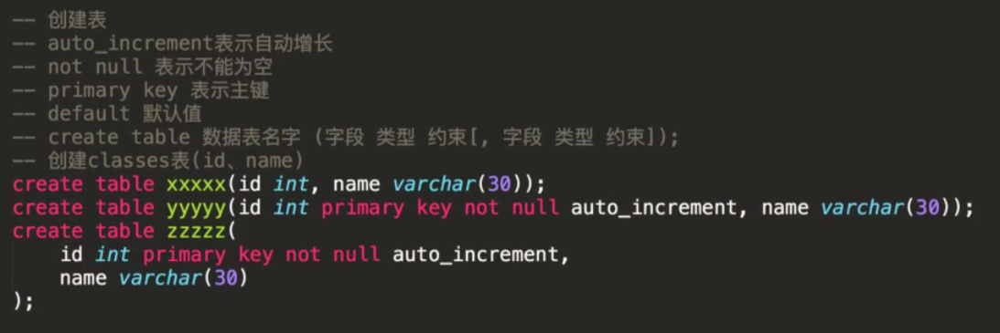 -- 创建表
-- auto_increment表示自动增长
-- not null 表示不能为空
-- primary key 表示主键
-- default 默认值
-- create table 数据表名字 (字段 类型 约束[, 字段 类型 约束]);
-- 创建classes表(id、name)
create table xxxxx(id int, name varchar(30));
create table yyyyy(id int primary key not null auto_increment, name varchar(30));
create table zzzzz(
    id int primary key not null auto_increment,
    name varchar(30)
);